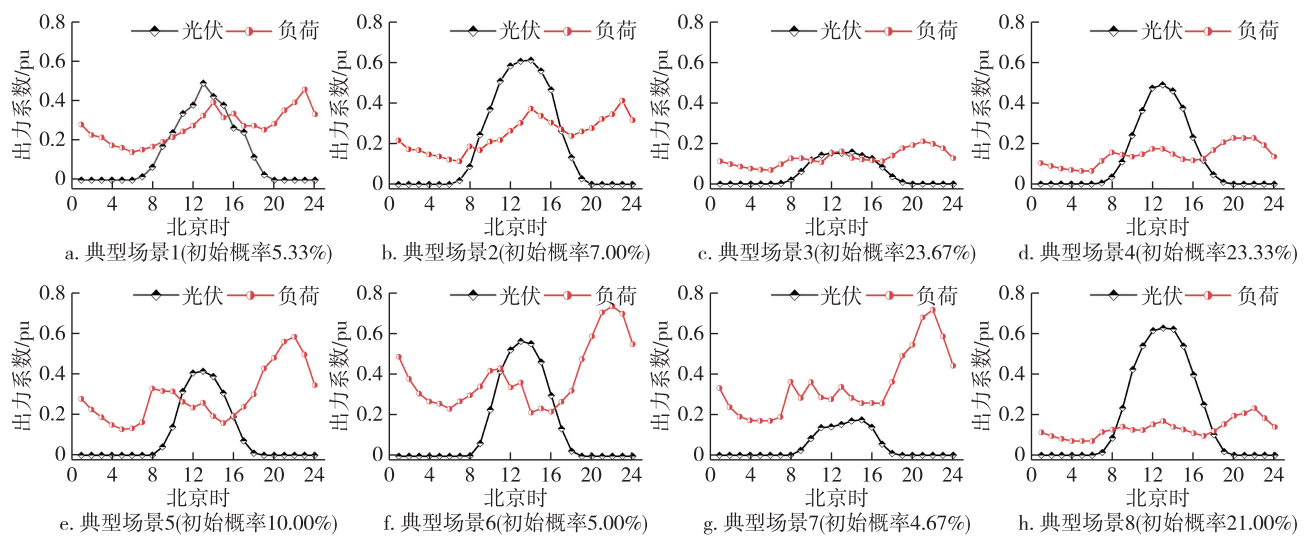 0.8 0.6 0.4 0.2 0
出力系数/pu
光伏 负荷
0 4 8 12 16 20 24
北京时
a. 典型场景1(初始概率5.33%)
0.8 0.6 0.4 0.2 0
出力系数/pu
光伏 负荷
0 4 8 12 16 20 24
北京时
b. 典型场景2(初始概率7.00%)
0.8 0.6 0.4 0.2 0
出力系数/pu
光伏 负荷
0 4 8 12 16 20 24
北京时
c. 典型场景3(初始概率23.67%)
0.8 0.6 0.4 0.2 0
出力系数/pu
光伏 负荷
0 4 8 12 16 20 24
北京时
d. 典型场景4(初始概率23.33%)
0.8 0.6 0.4 0.2 0
出力系数/pu
光伏 负荷
0 4 8 12 16 20 24
北京时
e. 典型场景5(初始概率10.00%)
0.8 0.6 0.4 0.2 0
出力系数/pu
光伏 负荷
0 4 8 12 16 20 24
北京时
f. 典型场景6(初始概率5.00%)
0.8 0.6 0.4 0.2 0
出力系数/pu
光伏 负荷
0 4 8 12 16 20 24
北京时
g. 典型场景7(初始概率4.67%)
0.8 0.6 0.4 0.2 0
出力系数/pu
光伏 负荷
0 4 8 12 16 20 24
北京时
h. 典型场景8(初始概率21.00%)